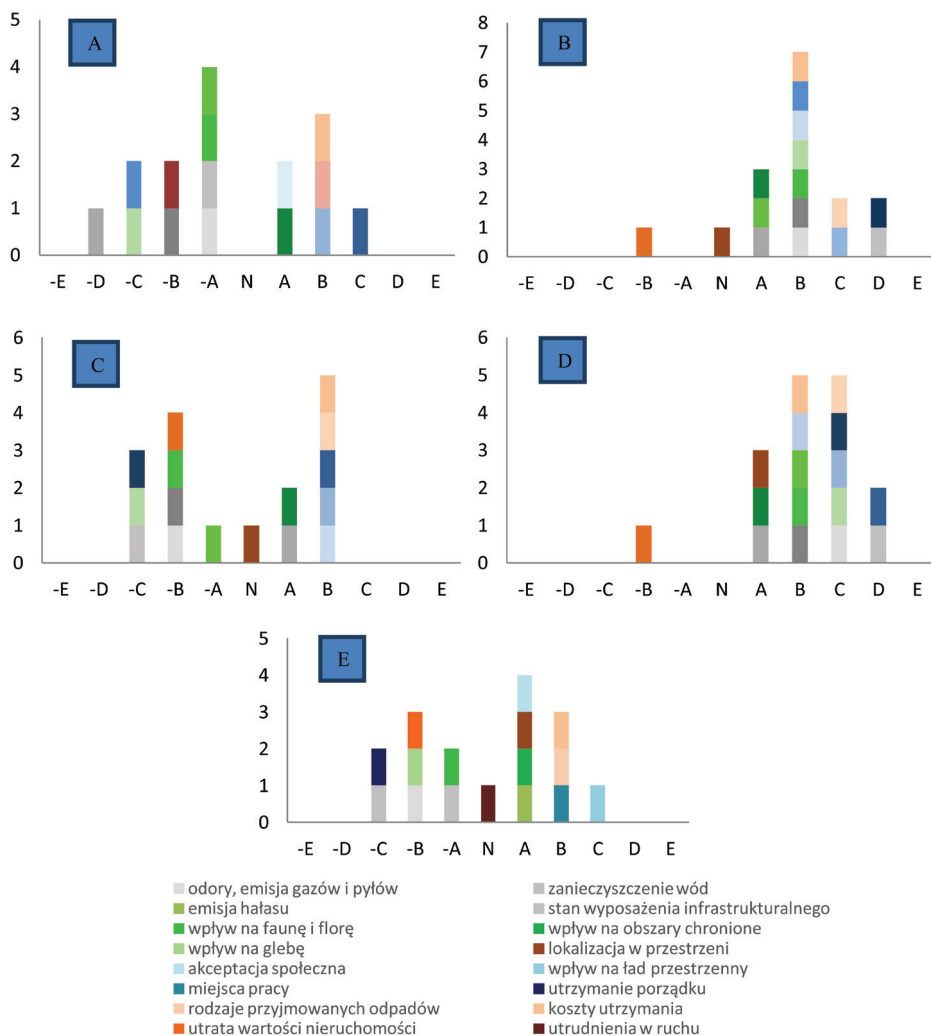 A
5
4
3
2
1
0
-E -D -C -B -A N A B C D E
B
8
7
6
5
4
3
2
1
0
-E -D -C -B -A N A B C D E
C
6
5
4
3
2
1
0
-E -D -C -B -A N A B C D E
D
6
5
4
3
2
1
0
-E -D -C -B -A N A B C D E
E
5
4
3
2
1
0
-E -D -C -B -A N A B C D E
odory, emisja gazów i pyłów
zanieczyszczenie wód
emisja hałasu
stan wyposażenia infrastrukturalnego
wpływ na faunę i florę
wpływ na obszary chronione
wpływ na glebę
lokalizacja w przestrzeni
akceptacja społeczna
wpływ na ład przestrzenny
miejsca pracy
utrzymanie porządku
rodzaje przyjmowanych odpadów
koszty utrzymania
utrata wartości nieruchomości
utrudnienia w ruchu